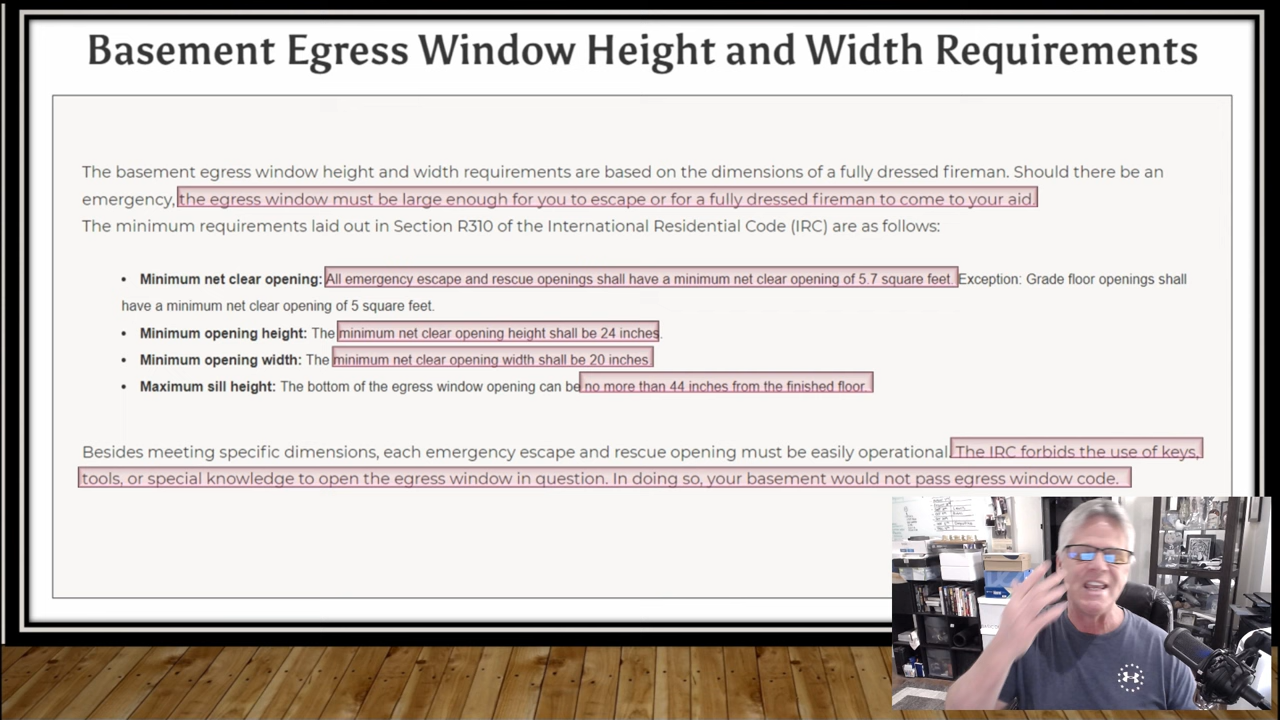 Basement Egress Window Height and Width Requirements
The basement egress window height and width requirements are based on the dimensions of a fully dressed fireman. Should there be an
emergency, the egress window must be large enough for you to escape or for a fully dressed fireman to come to your aid.
The minimum requirements laid out in Section R310 of the International Residential Code (IRC) are as follows:
• Minimum net clear opening: All emergency escape and rescue openings shall have a minimum net clear opening of 5.7 square feet. Exception: Grade floor openings shall
have a minimum net clear opening of 5 square feet.
• Minimum opening height: The minimum net clear opening height shall be 24 inches.
• Minimum opening width: The minimum net clear opening width shall be 20 inches
• Maximum sill height: The bottom of the egress window opening can be no more than 44 inches from the finished floor.
Besides meeting specific dimensions, each emergency escape and rescue opening must be easily operational. The IRC forbids the use of keys,
tools, or special knowledge to open the egress window in question. In doing so, your basement would not pass egress window code.